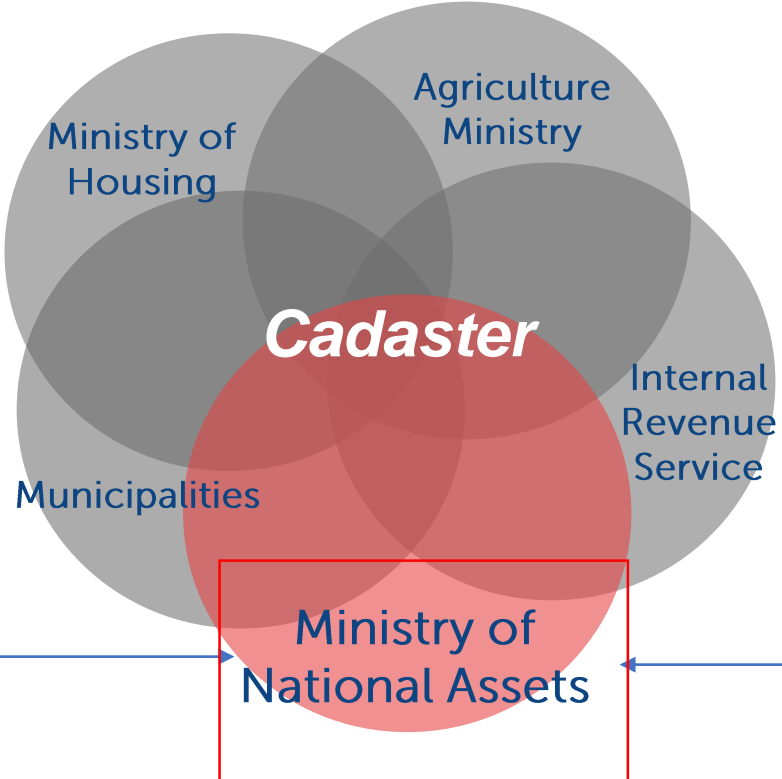 Agriculture
Ministry
Ministry of
Housing
Cadaster
Internal
Revenue
Service
Municipalities
Ministry of
National Assets